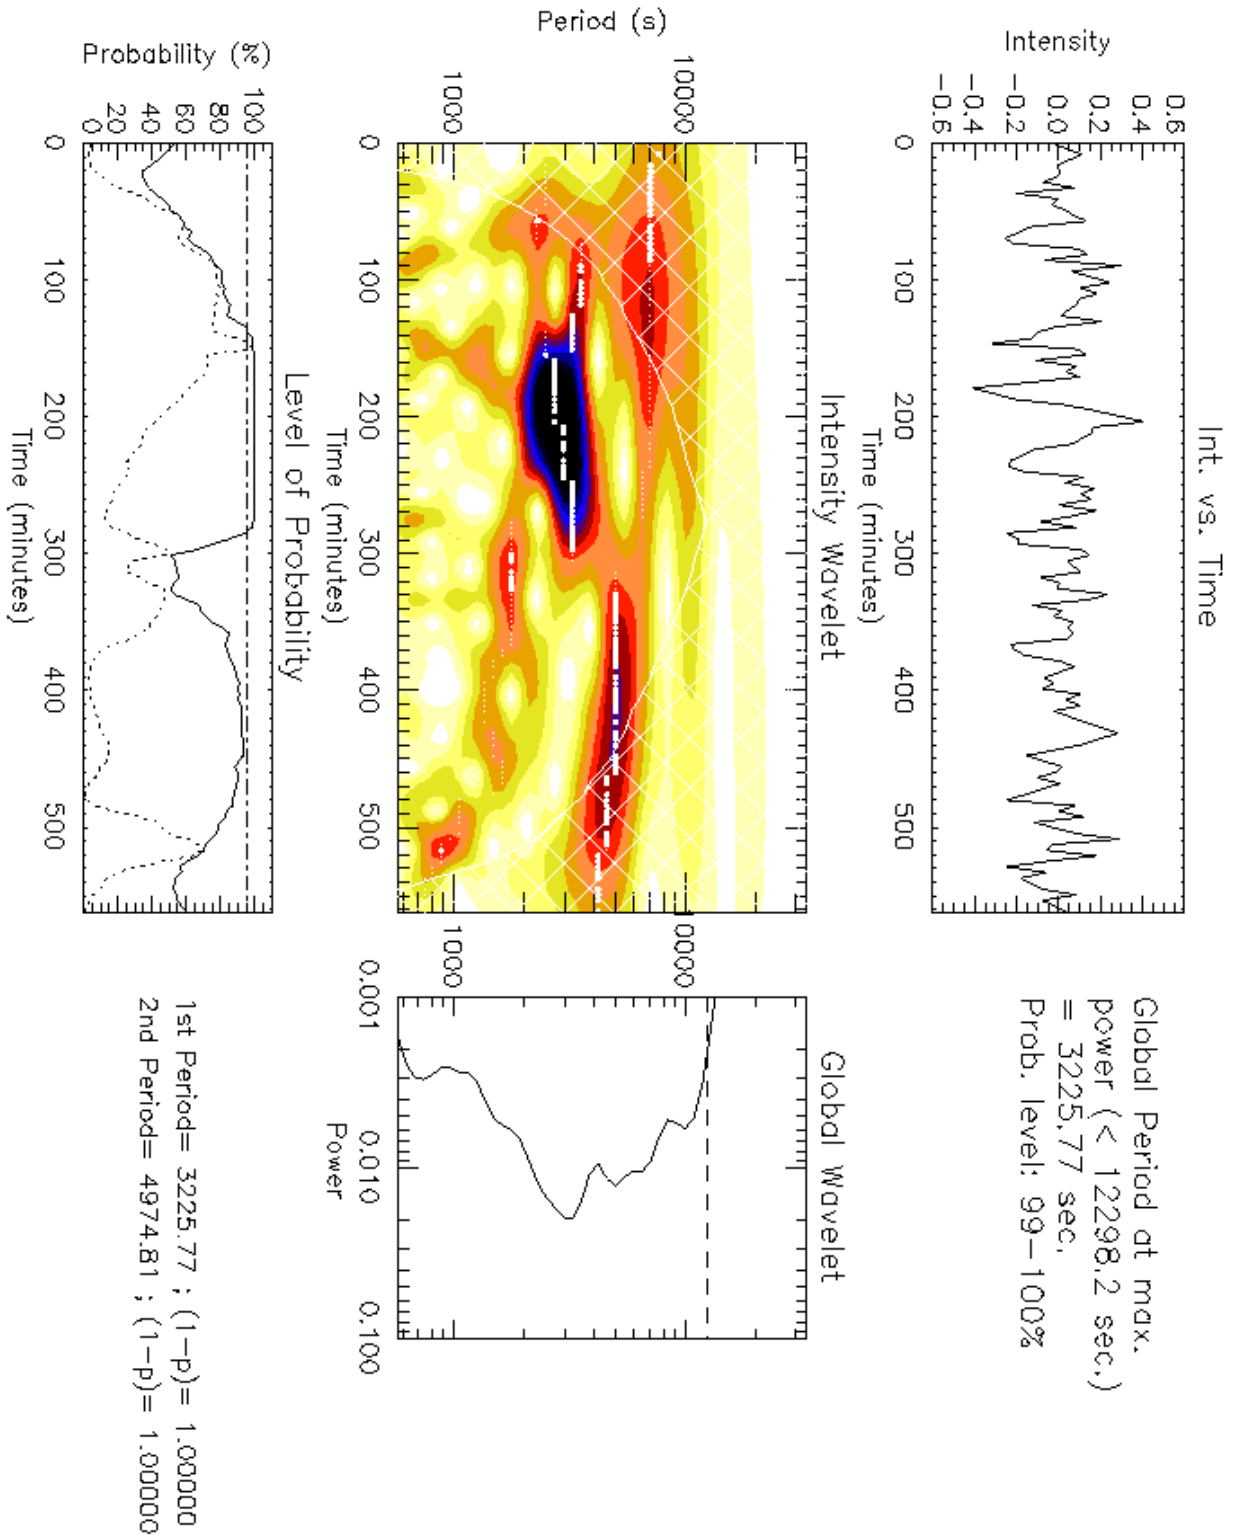 Int. vs. Time
Intensity
0.6
0.4
0.2
0.0
-0.2
-0.4
-0.6
0 100 200 300 400 500
Time (minutes)
Global Period at max.
power (< 12298.2 sec.)
= 3225.77 sec.
Prob. level: 99-100%
Intensity Wavelet
Period (s)
10000
1000
0 100 200 300 400 500
Time (minutes)
Global Wavelet
10000
1000
0.001 0.010 0.100
Power
Level of Probability
Probability (%)
100
80
60
40
20
0
0 100 200 300 400 500
Time (minutes)
1st Period= 3225.77 ; (1-p)= 1.00000
2nd Period= 4974.81 ; (1-p)= 1.00000